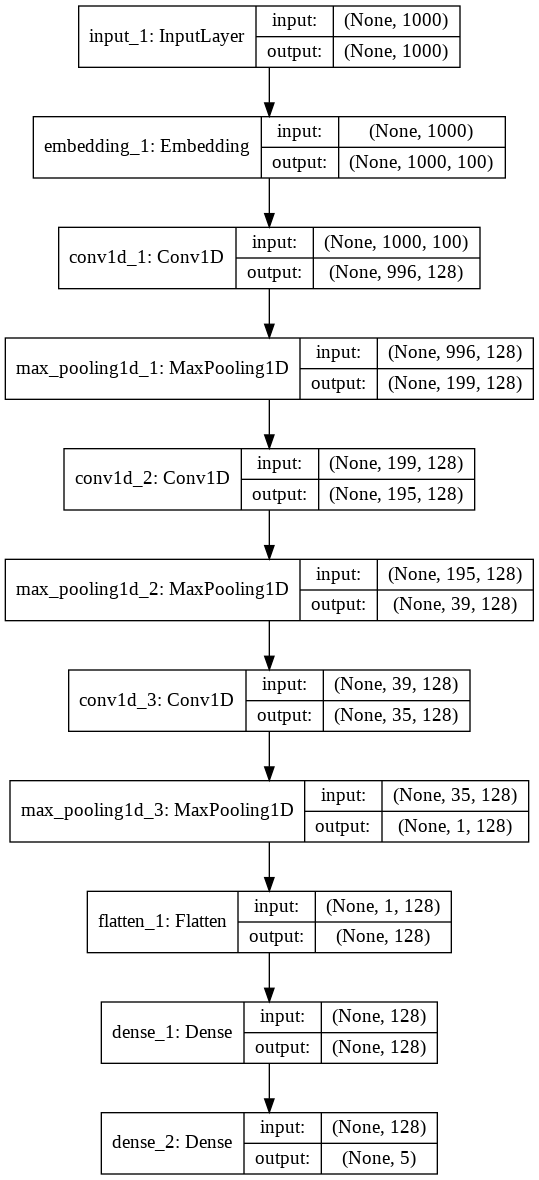 input_1: InputLayer
input: (None, 1000)
output: (None, 1000)
embedding_1: Embedding
input: (None, 1000)
output: (None, 1000, 100)
conv1d_1: Conv1D
input: (None, 1000, 100)
output: (None, 996, 128)
max_pooling1d_1: MaxPooling1D
input: (None, 996, 128)
output: (None, 199, 128)
conv1d_2: Conv1D
input: (None, 199, 128)
output: (None, 195, 128)
max_pooling1d_2: MaxPooling1D
input: (None, 195, 128)
output: (None, 39, 128)
conv1d_3: Conv1D
input: (None, 39, 128)
output: (None, 35, 128)
max_pooling1d_3: MaxPooling1D
input: (None, 35, 128)
output: (None, 1, 128)
flatten_1: Flatten
input: (None, 1, 128)
output: (None, 128)
dense_1: Dense
input: (None, 128)
output: (None, 128)
dense_2: Dense
input: (None, 128)
output: (None, 5)